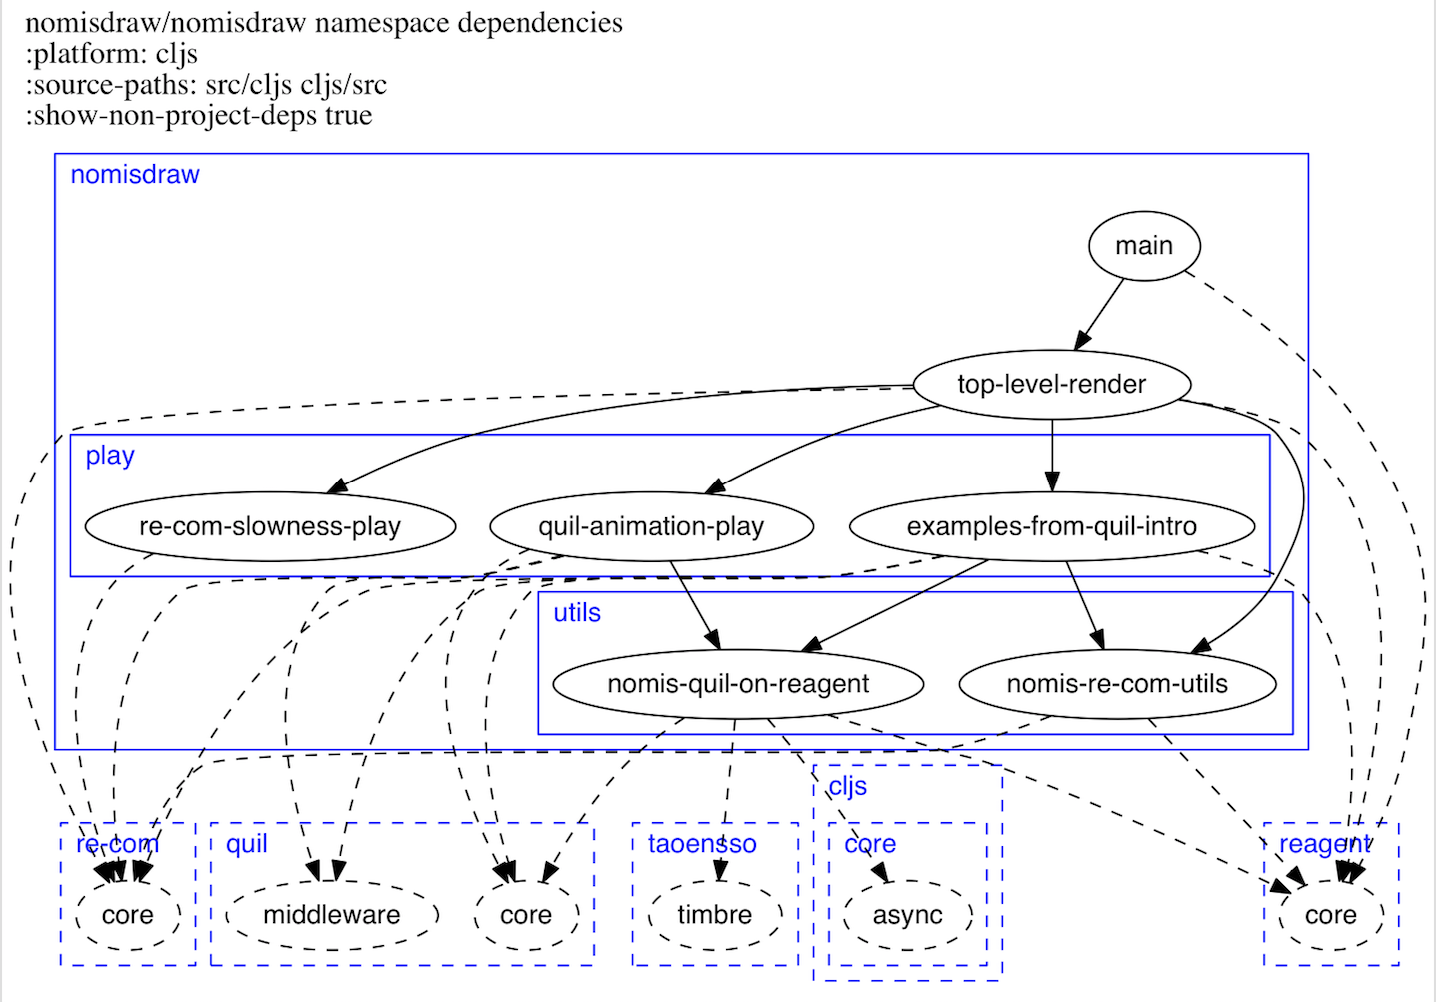 nomisdraw/nomisdraw namespace dependencies
:platform: cljs
:source-paths: src/cljs cljs/src
:show-non-project-deps true
nomisdraw
main
top-level-render
play
re-com-slowness-play
quil-animation-play
examples-from-quil-intro
utils
nomis-quil-on-reagent
nomis-re-com-utils
cljs
re-com
quil
taoensso
core
reagent
core
middleware
core
timbre
async
core